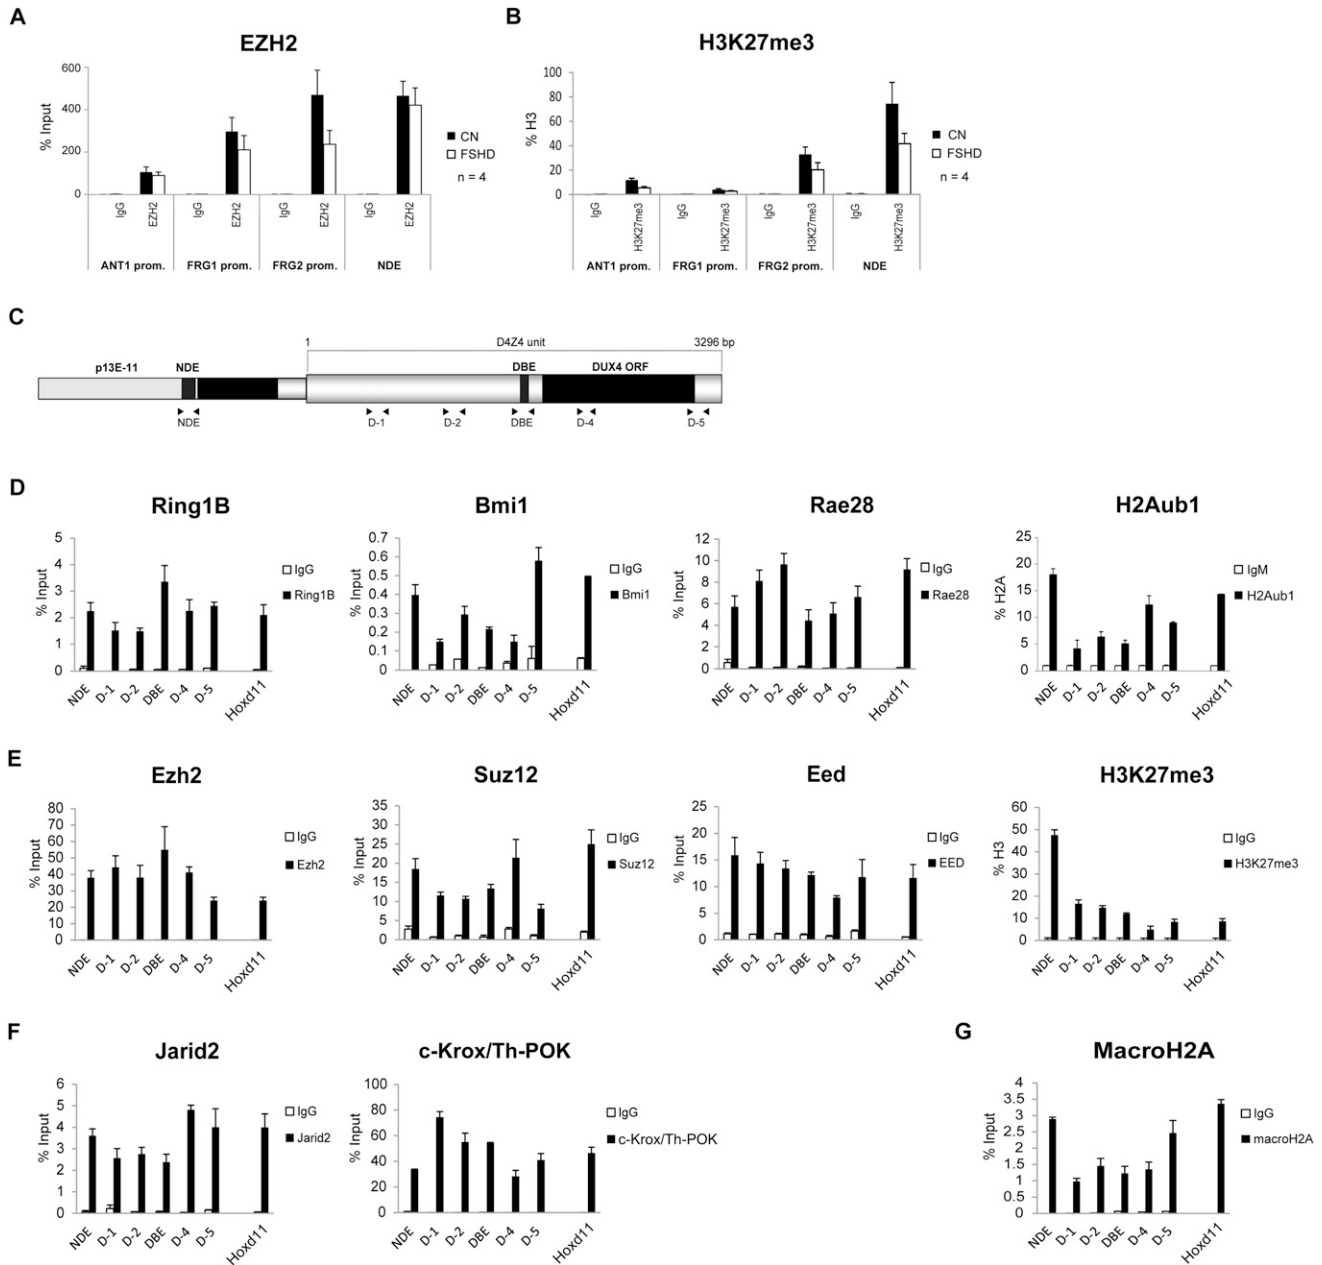 A
EZH2
% Input
600
400
200
0
CN
FSHD
n = 4
IgG
EZH2
IgG
EZH2
IgG
EZH2
IgG
EZH2
ANT1 prom.
FRG1 prom.
FRG2 prom.
NDE
B
H3K27me3
% H3
100
80
60
40
20
0
CN
FSHD
n = 4
IgG
H3K27me3
IgG
H3K27me3
IgG
H3K27me3
IgG
H3K27me3
ANT1 prom.
FRG1 prom.
FRG2 prom.
NDE
C
1
D4Z4 unit
3296 bp
p13E-11
NDE
DBE
DUX4 ORF
NDE
D-1
D-2
DBE
D-4
D-5
D
Ring1B
% Input
5
4
3
2
1
0
IgG
Ring1B
NDE
D-1
D-2
DBE
D-4
D-5
Hoxd11
Bmi1
% Input
0.7
0.6
0.5
0.4
0.3
0.2
0.1
0
IgG
Bmi1
NDE
D-1
D-2
DBE
D-4
D-5
Hoxd11
Rae28
% Input
12
10
8
6
4
2
0
IgG
Rae28
NDE
D-1
D-2
DBE
D-4
D-5
Hoxd11
H2Aub1
% H2A
25
20
15
10
5
0
IgM
H2Aub1
NDE
D-1
D-2
DBE
D-4
D-5
Hoxd11
E
Ezh2
% Input
80
70
60
50
40
30
20
10
0
IgG
Ezh2
NDE
D-1
D-2
DBE
D-4
D-5
Hoxd11
Suz12
% Input
35
30
25
20
15
10
5
0
IgG
Suz12
NDE
D-1
D-2
DBE
D-4
D-5
Hoxd11
Eed
% Input
25
20
15
10
5
0
IgG
EED
NDE
D-1
D-2
DBE
D-4
D-5
Hoxd11
H3K27me3
% H3
60
50
40
30
20
10
0
IgG
H3K27me3
NDE
D-1
D-2
DBE
D-4
D-5
Hoxd11
F
Jarid2
% Input
6
5
4
3
2
1
0
IgG
Jarid2
NDE
D-1
D-2
DBE
D-4
D-5
Hoxd11
c-Krox/Th-POK
% Input
100
80
60
40
20
0
IgG
c-Krox/Th-POK
NDE
D-1
D-2
DBE
D-4
D-5
Hoxd11
G
MacroH2A
% Input
3.5
3
2.5
2
1.5
1
0.5
0
IgG
macroH2A
NDE
D-1
D-2
DBE
D-4
D-5
Hoxd11